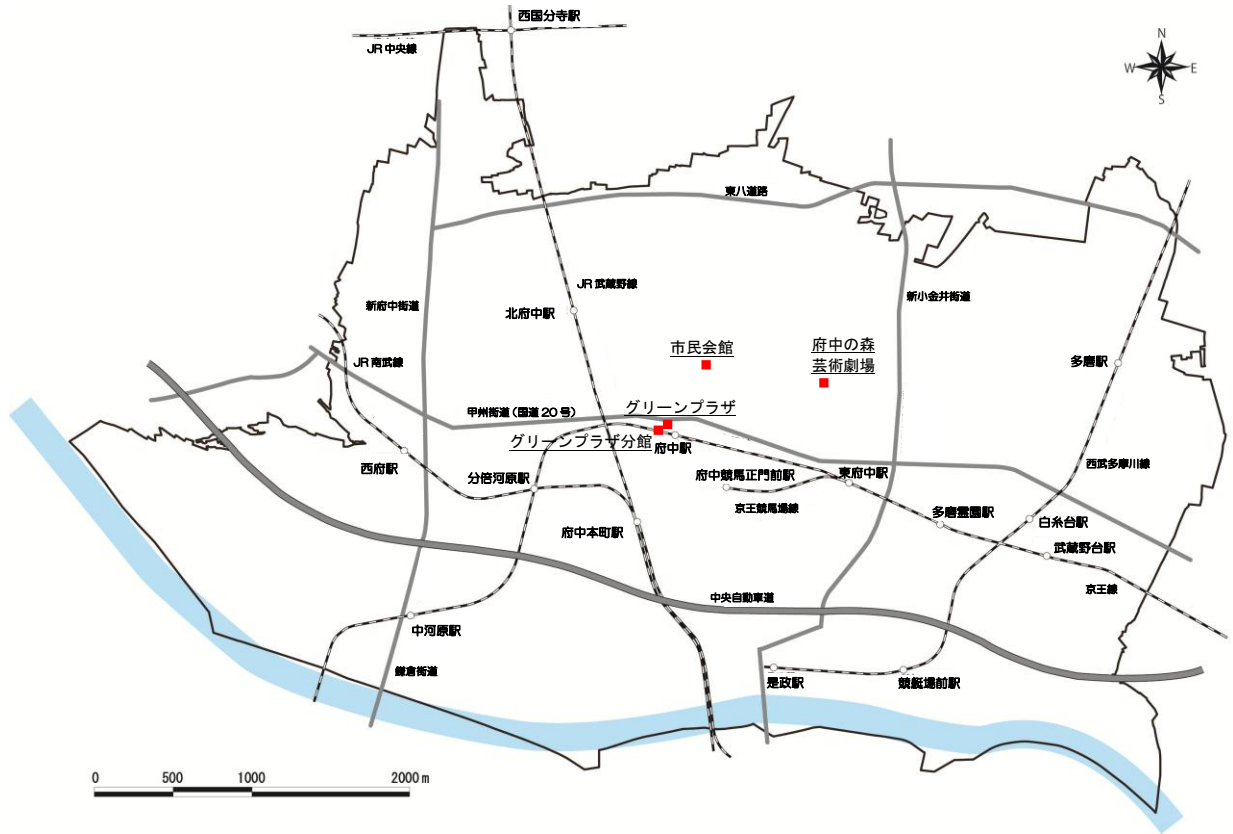 西国分寺駅
JR 中央線
N
W
E
S
東八道路
JR 武蔵野線
新府中街道
北府中駅
新小金井街道
市民会館
府中の森
芸術劇場
JR 南武線
多磨駅
グリーンプラザ
甲州街道（国道 20 号）
グリーンプラザ分館
府中駅
西府駅
分倍河原駅
府中競馬正門前駅
東府中駅
西武多摩川線
京王競馬場線
多磨霊園駅
白糸台駅
府中本町駅
武蔵野台駅
京王線
中央自動車道
中河原駅
鎌倉街道
是政駅
競艇場前駅
0 500 1000 2000 m